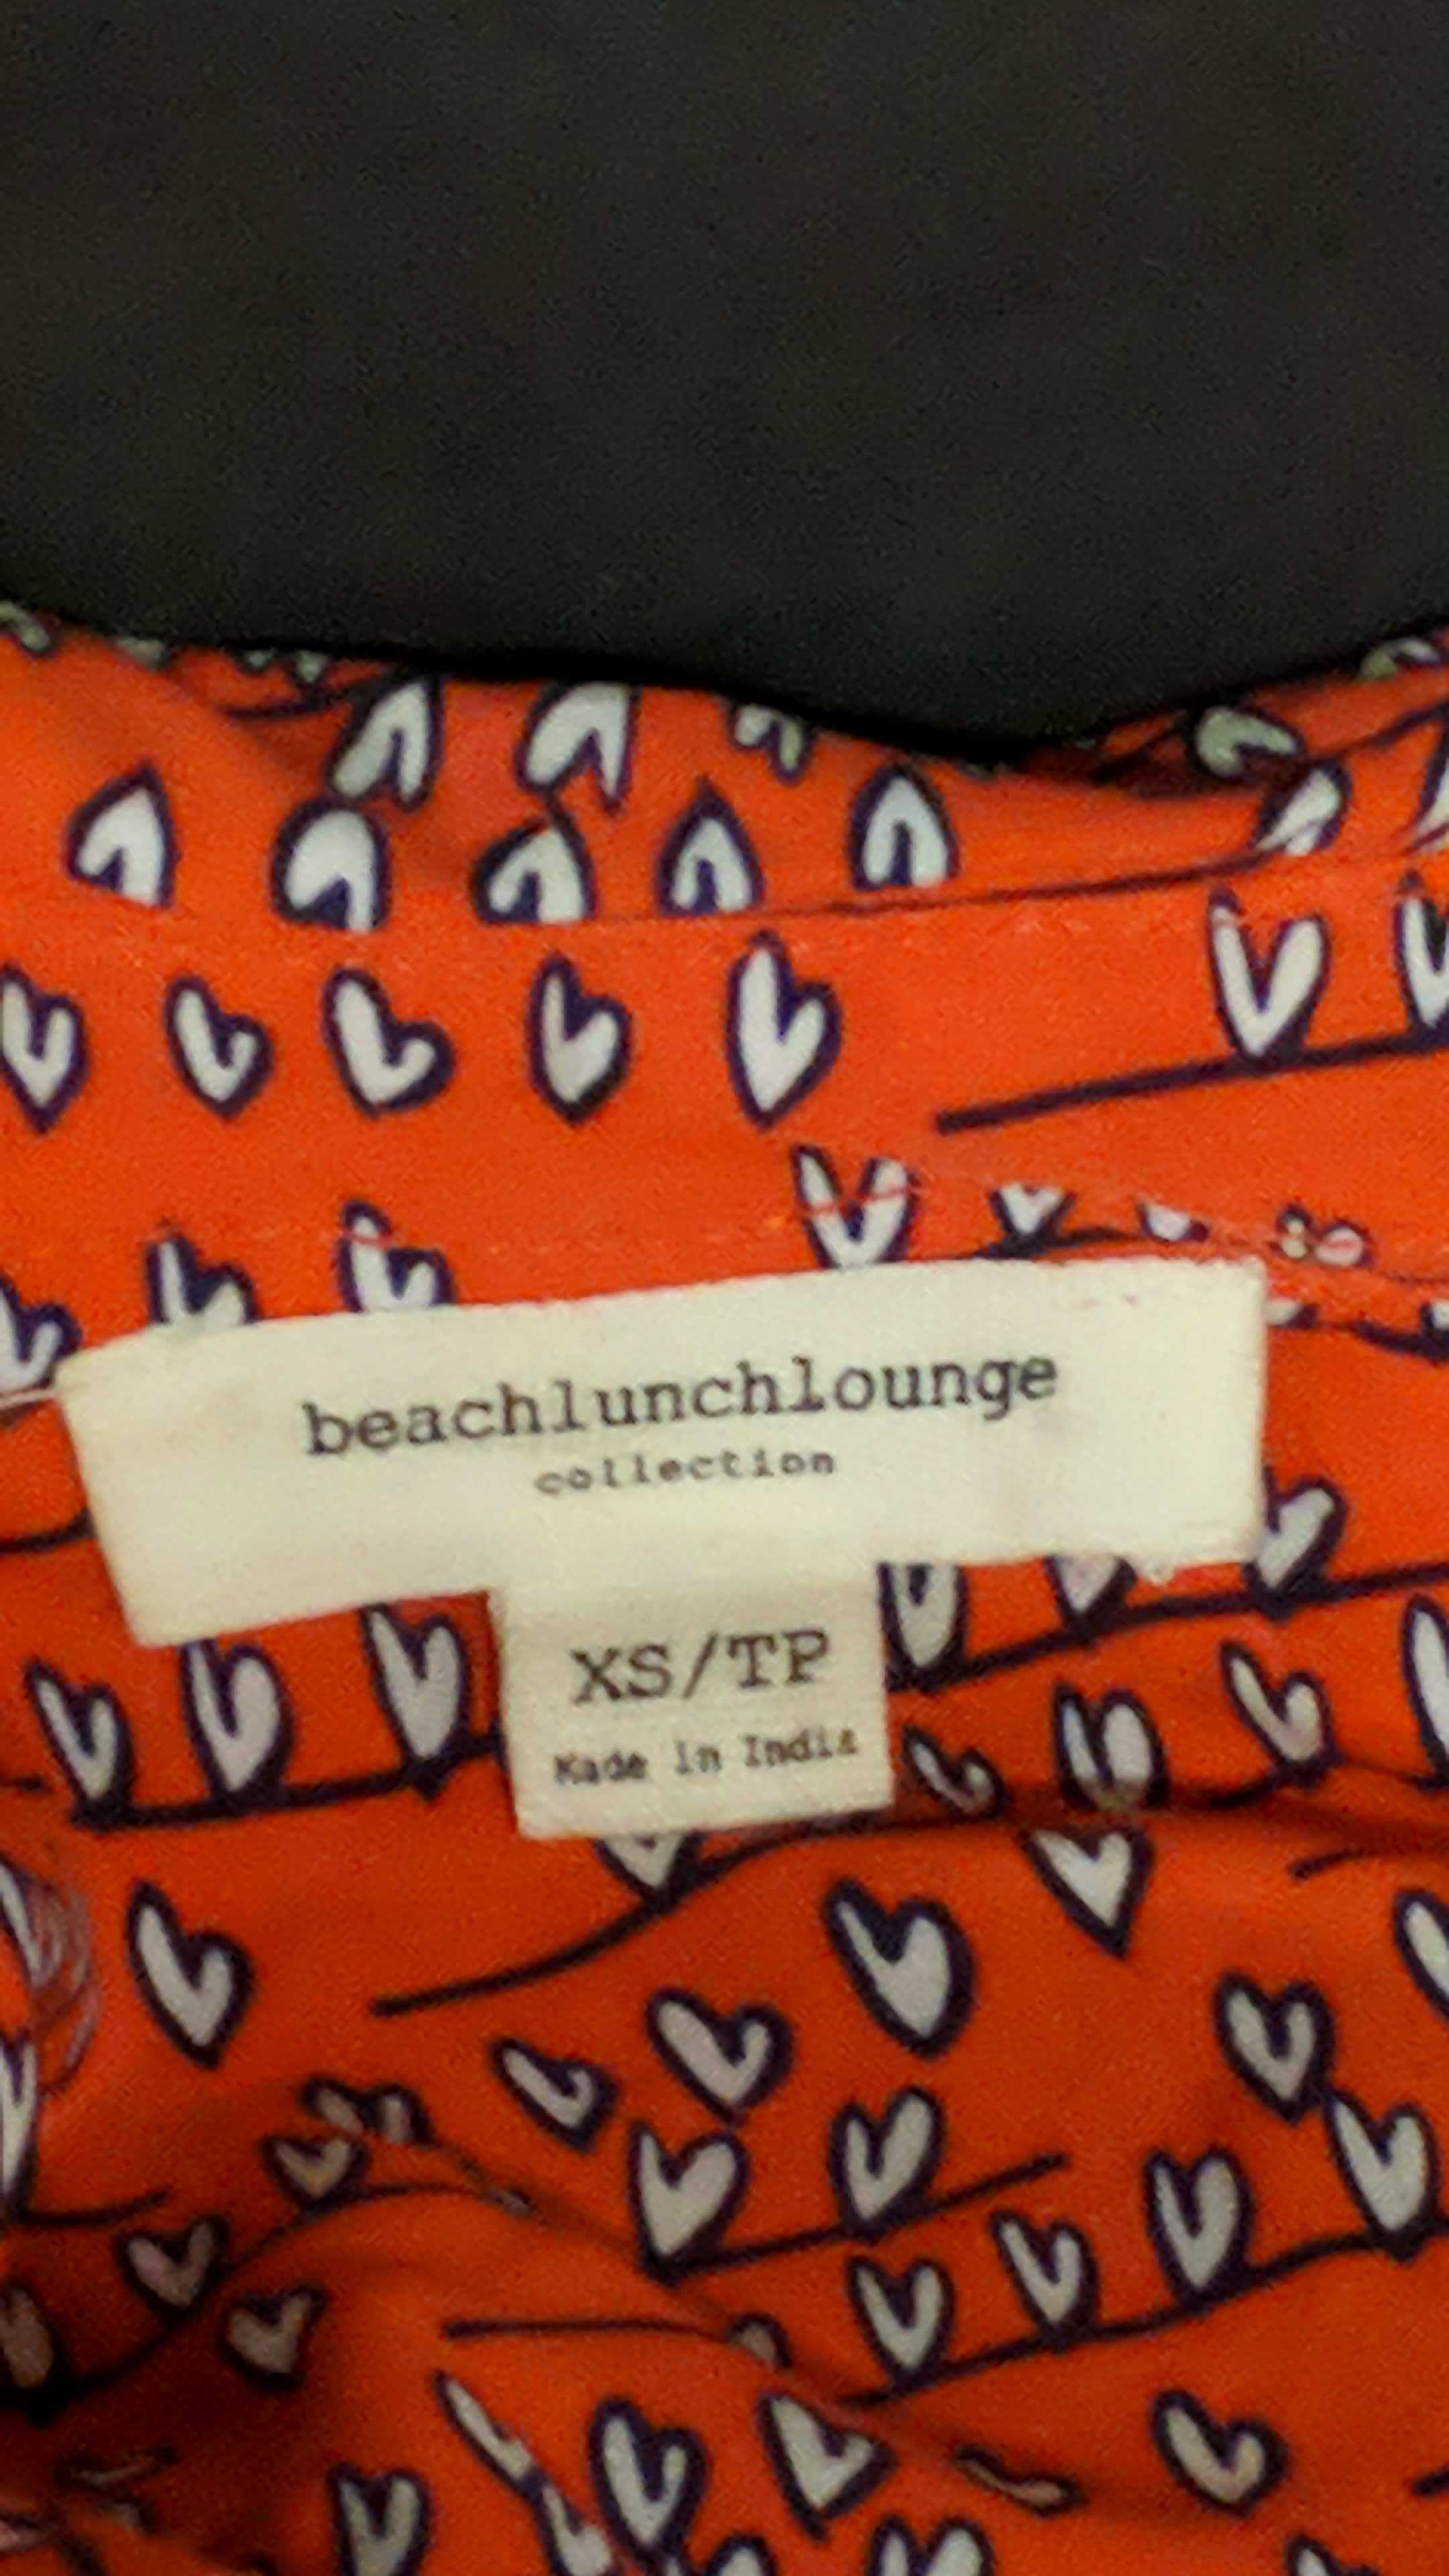 beachlunchlounge
collection
XS/TP
Made in India